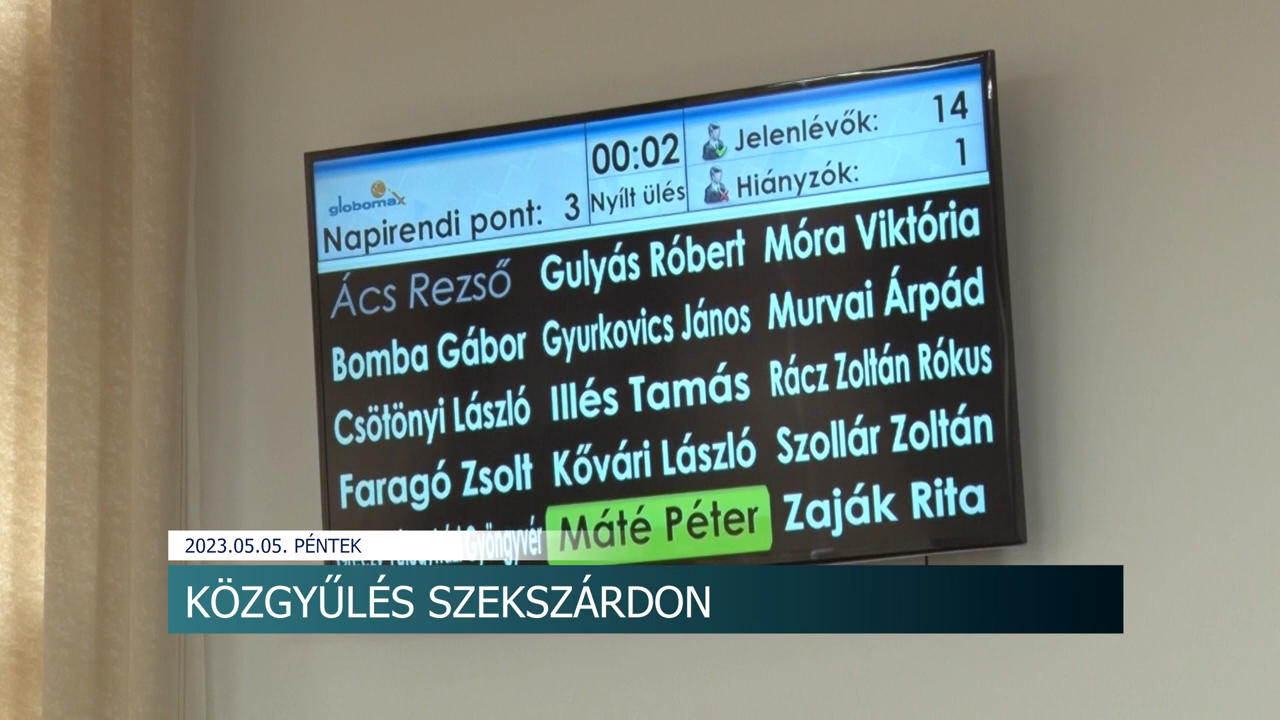 globomax
Napirendi pont: 3
00:02
Nyílt ülés
Jelenlévők: 14
Hiányzók: 1
Ács Rezső
Bomba Gábor
Csötönyi László
Faragó Zsolt
Gyöngyvér
Gulyás Róbert
Gyurkovics János
Illés Tamás
Kővári László
Máté Péter
Móra Viktória
Murvai Árpád
Rácz Zoltán Rókus
Szollár Zoltán
Zaják Rita
2023.05.05. PÉNTEK
KÖZGYŰLÉS SZEKSZÁRDON